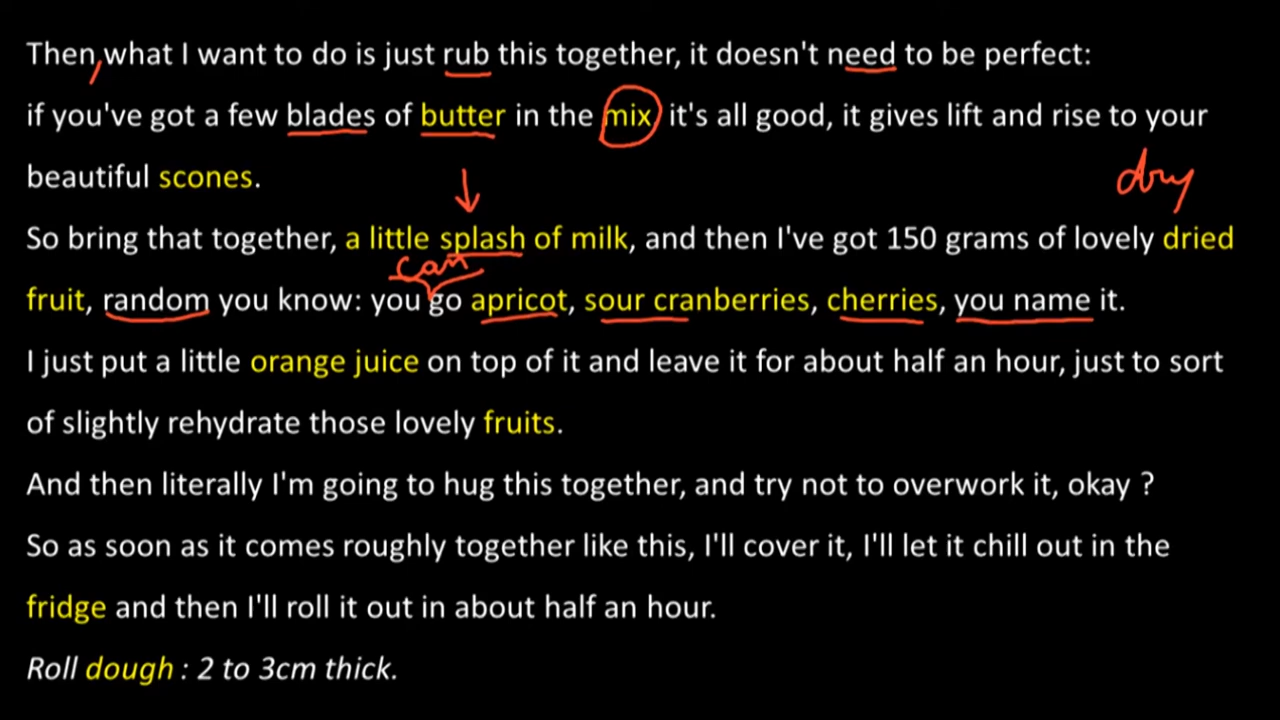 Then, what I want to do is just rub this together, it doesn't need to be perfect:
if you've got a few blades of butter in the mix it's all good, it gives lift and rise to your
beautiful scones.
dry
So bring that together, a little splash of milk, and then I've got 150 grams of lovely dried
can
fruit, random you know: you go apricot, sour cranberries, cherries, you name it.
I just put a little orange juice on top of it and leave it for about half an hour, just to sort
of slightly rehydrate those lovely fruits.
And then literally I'm going to hug this together, and try not to overwork it, okay ?
So as soon as it comes roughly together like this, I'll cover it, I'll let it chill out in the
fridge and then I'll roll it out in about half an hour.
Roll dough : 2 to 3cm thick.